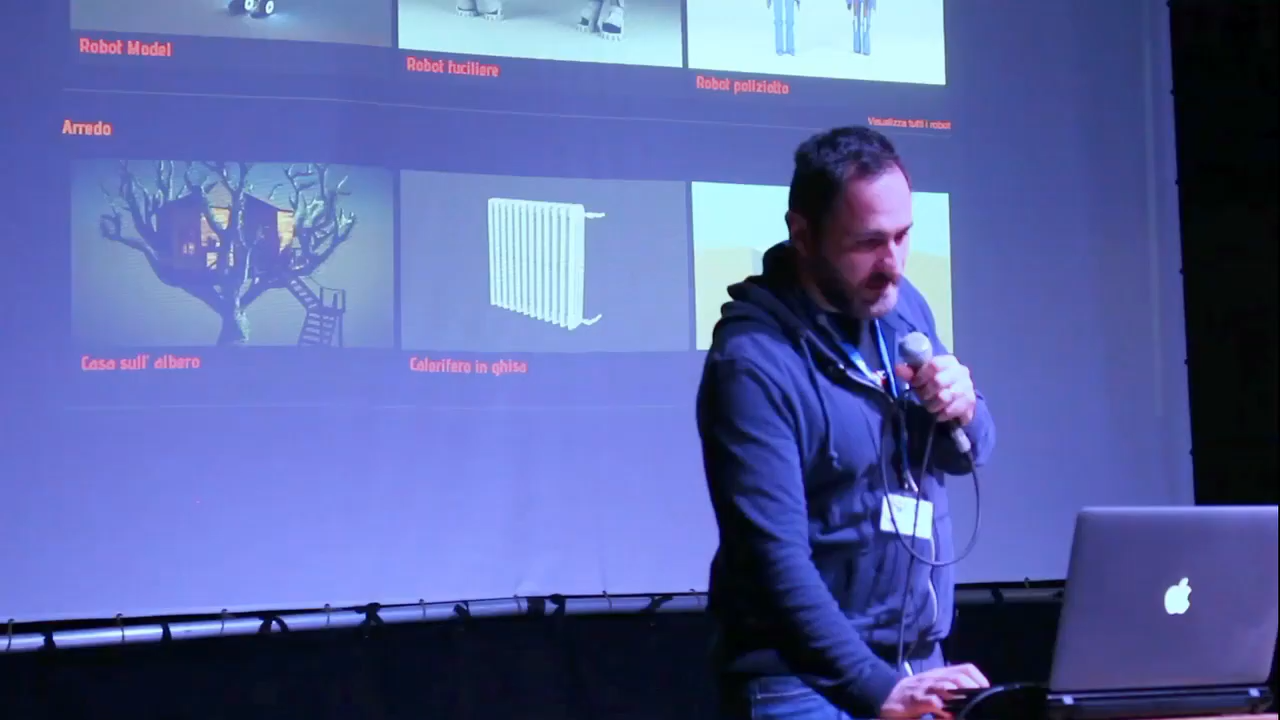 Robot Model
Robot fuciliere
Robot poliziotto
Visualizza tutti i robot
Arredo
Casa sull' albero
Calorifero in ghisa